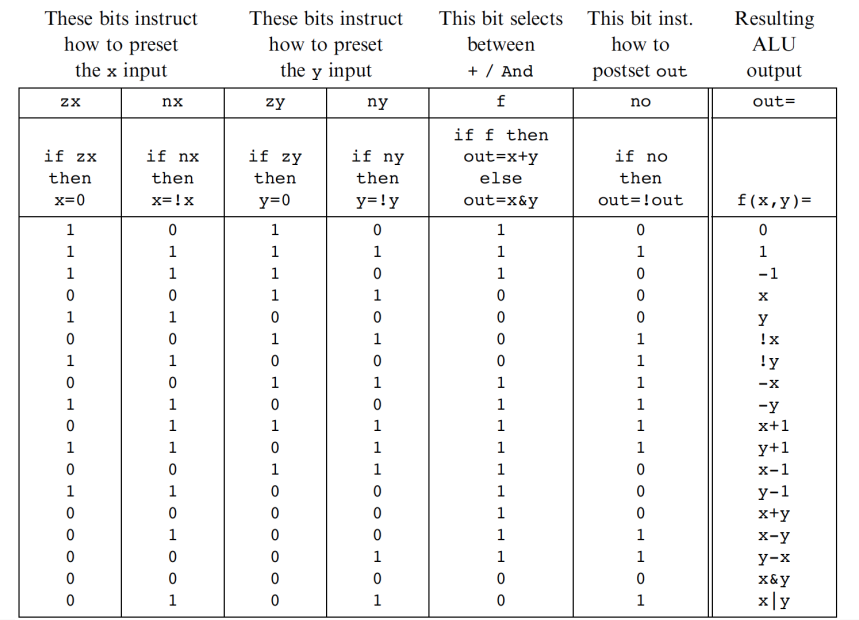 These bits instruct These bits instruct This bit selects This bit inst. Resulting
how to preset how to preset between how to ALU
the x input the y input + / And postset out output
zx nx zy ny f no out=
if f then
if zx if nx if zy if ny out=x+y if no
then then then then else then
x=0 x=!x y=0 y=!y out=x&y out=!out f(x,y)=
1 0 1 0 1 0 0
1 1 1 1 1 1 1
1 1 1 0 1 0 -1
0 0 1 1 0 0 x
1 1 0 0 0 0 y
0 0 1 1 0 1 !x
1 1 0 0 0 1 !y
0 0 1 1 1 1 -x
1 1 0 0 1 1 -y
0 1 1 1 1 1 x+1
1 1 0 1 1 1 y+1
0 0 1 1 1 0 x-1
1 1 0 0 1 0 y-1
0 0 0 0 1 0 x+y
0 1 0 0 1 1 x-y
0 0 0 1 1 1 y-x
0 0 0 0 0 0 x&y
0 1 0 1 0 1 x|y